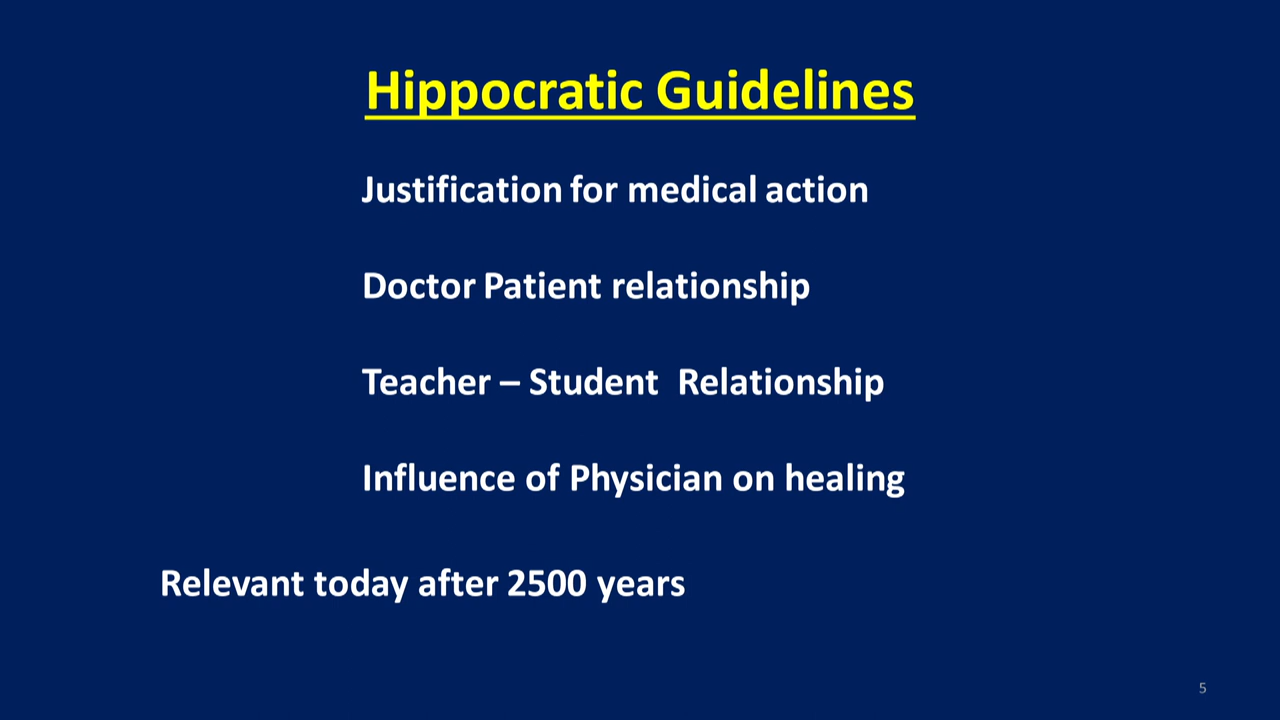 Hippocratic Guidelines
Justification for medical action
Doctor Patient relationship
Teacher – Student  Relationship
Influence of Physician on healing
Relevant today after 2500 years
5